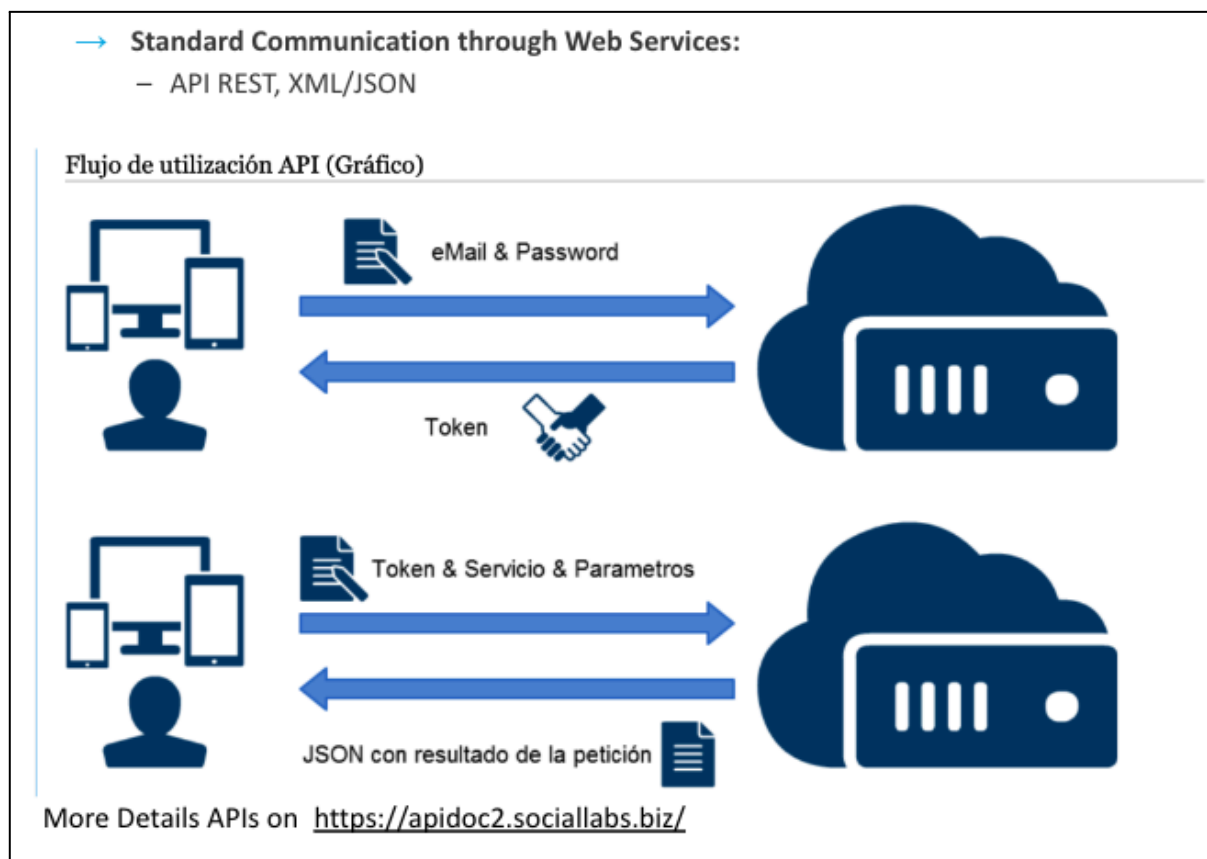 → Standard Communication through Web Services:
– API REST, XML/JSON
Flujo de utilización API (Gráfico)
eMail & Password
Token
Token & Servicio & Parametros
JSON con resultado de la petición
More Details APIs on https://apidoc2.sociallabs.biz/